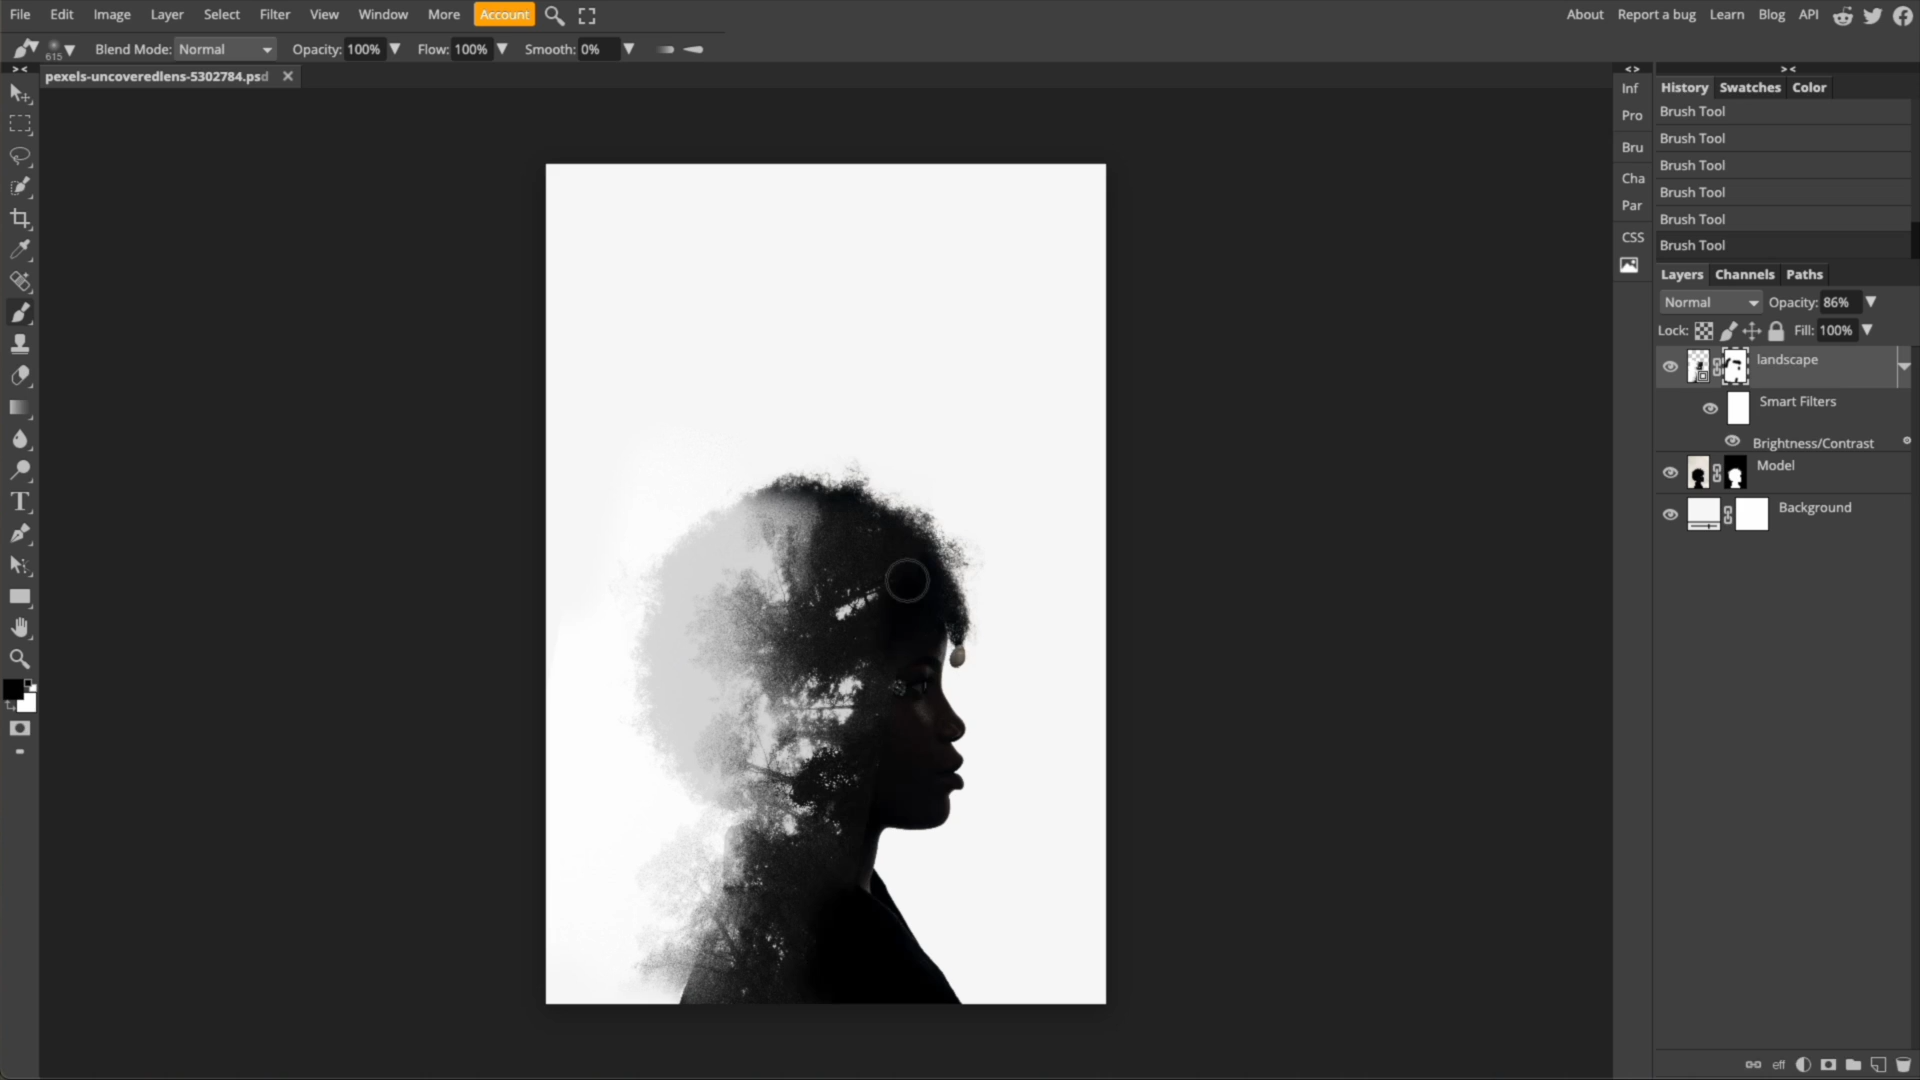 File Edit Image Layer Select Filter View Window More Account About Report a bug Learn Blog API
615 Blend Mode: Normal Opacity: 100% Flow: 100% Smooth: 0%
> < < > > <
pexels-uncoveredlens-5302784.psd ✕
Inf
Pro
Bru
Cha
Par
CSS
History Swatches Color
Brush Tool
Brush Tool
Brush Tool
Brush Tool
Brush Tool
Brush Tool
Layers Channels Paths
Normal Opacity: 86%
Lock: Fill: 100%
landscape
Smart Filters
Brightness/Contrast
Model
Background
T
eff